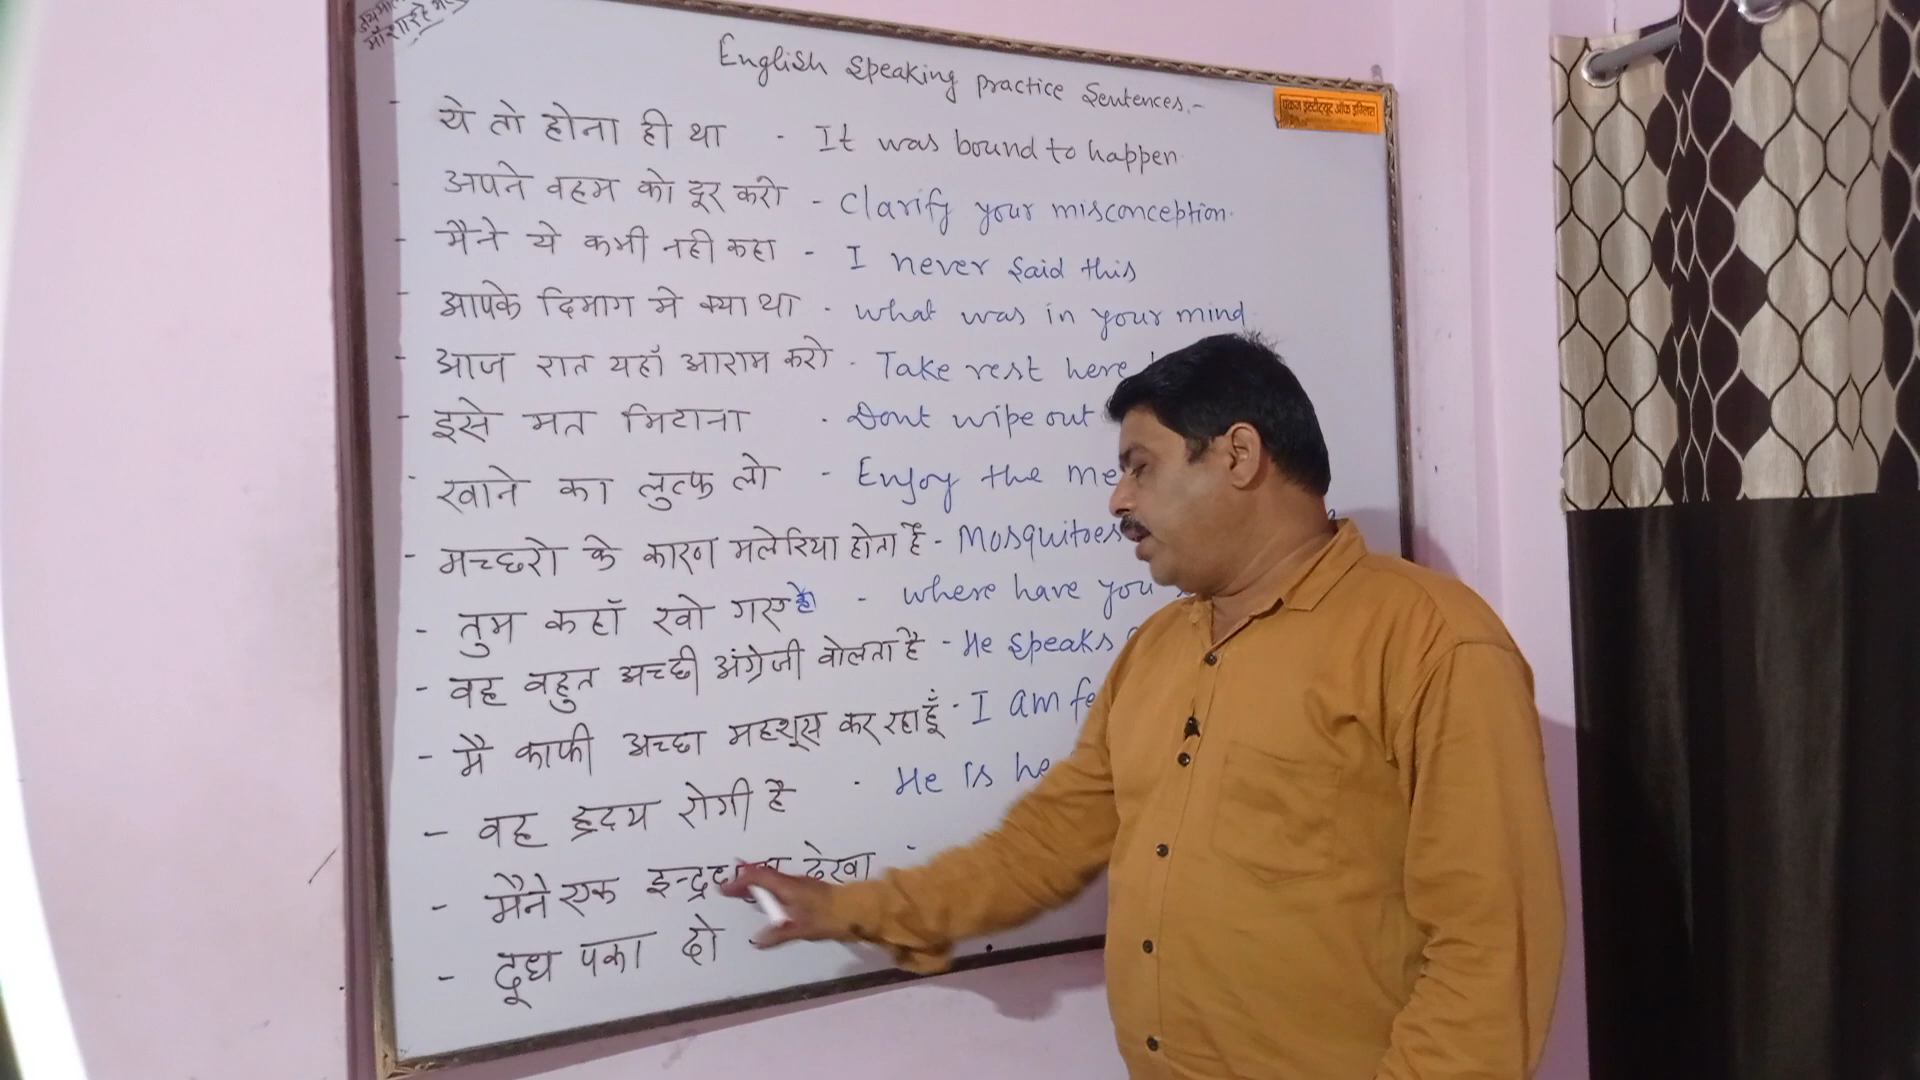 English Speaking practice Sentences.-
पंकज इंस्टीट्यूट ऑफ इंग्लिश
- ये तो होना ही था - It was bound to happen.
- अपने वहम को दूर करो - Clarify your misconception.
- मैने ये कभी नही कहा - I never said this
- आपके दिमाग मे क्या था - what was in your mind
- आज रात यहाँ आराम करो - Take rest here
- इसे मत मिटाना - Dont wipe out
- खाने का लुत्फ लो - Enjoy the me
- मच्छरो के कारण मलेरिया होता है - Mosquitoes
- तुम कहाँ खो गए हो - where have you
- वह बहुत अच्छी अंग्रेजी बोलता है - He speaks
- मै काफी अच्छा महशूस कर रहा हूँ - I am fe
- वह ह्रदय रोगी है - He is he
- मैने एक देखा -
- दूध पका दो -